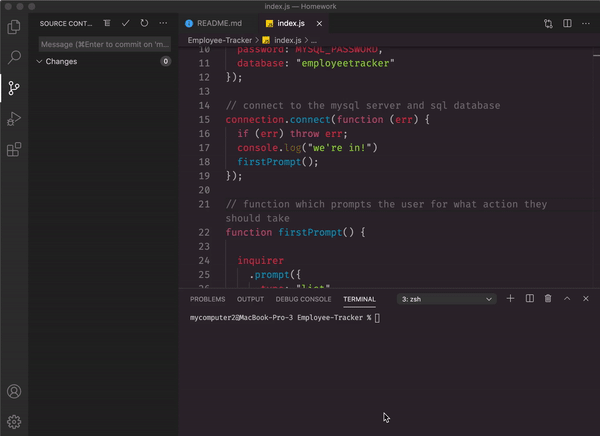 index.js — Homework
SOURCE CONT...
README.md
JS index.js
Message (⌘Enter to commit on 'm...
Changes 0
Employee-Tracker > JS index.js > ...
10 password: MYSQL_PASSWORD,
11 database: "employeetracker"
12 });
13
14 // connect to the mysql server and sql database
15 connection.connect(function (err) {
16 if (err) throw err;
17 console.log("we're in!")
18 firstPrompt();
19 });
20
21 // function which prompts the user for what action they
should take
22 function firstPrompt() {
23
24 inquirer
25 .prompt({
26 type: "list",
PROBLEMS OUTPUT DEBUG CONSOLE TERMINAL 3: zsh
mycomputer2@MacBook-Pro-3 Employee-Tracker %